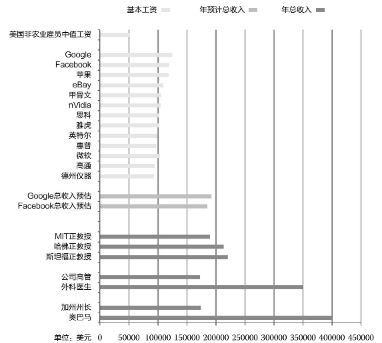 基本工资 年预计总收入 年总收入
美国非农业雇员中值工资
Google
Facebook
苹果
eBay
甲骨文
nVidia
思科
雅虎
英特尔
惠普
微软
高通
德州仪器
Google总收入预估
Facebook总收入预估
MIT正教授
哈佛正教授
斯坦福正教授
公司高管
外科医生
加州州长
奥巴马
单位：美元 0 50000 100000 150000 200000 250000 300000 350000 400000 450000